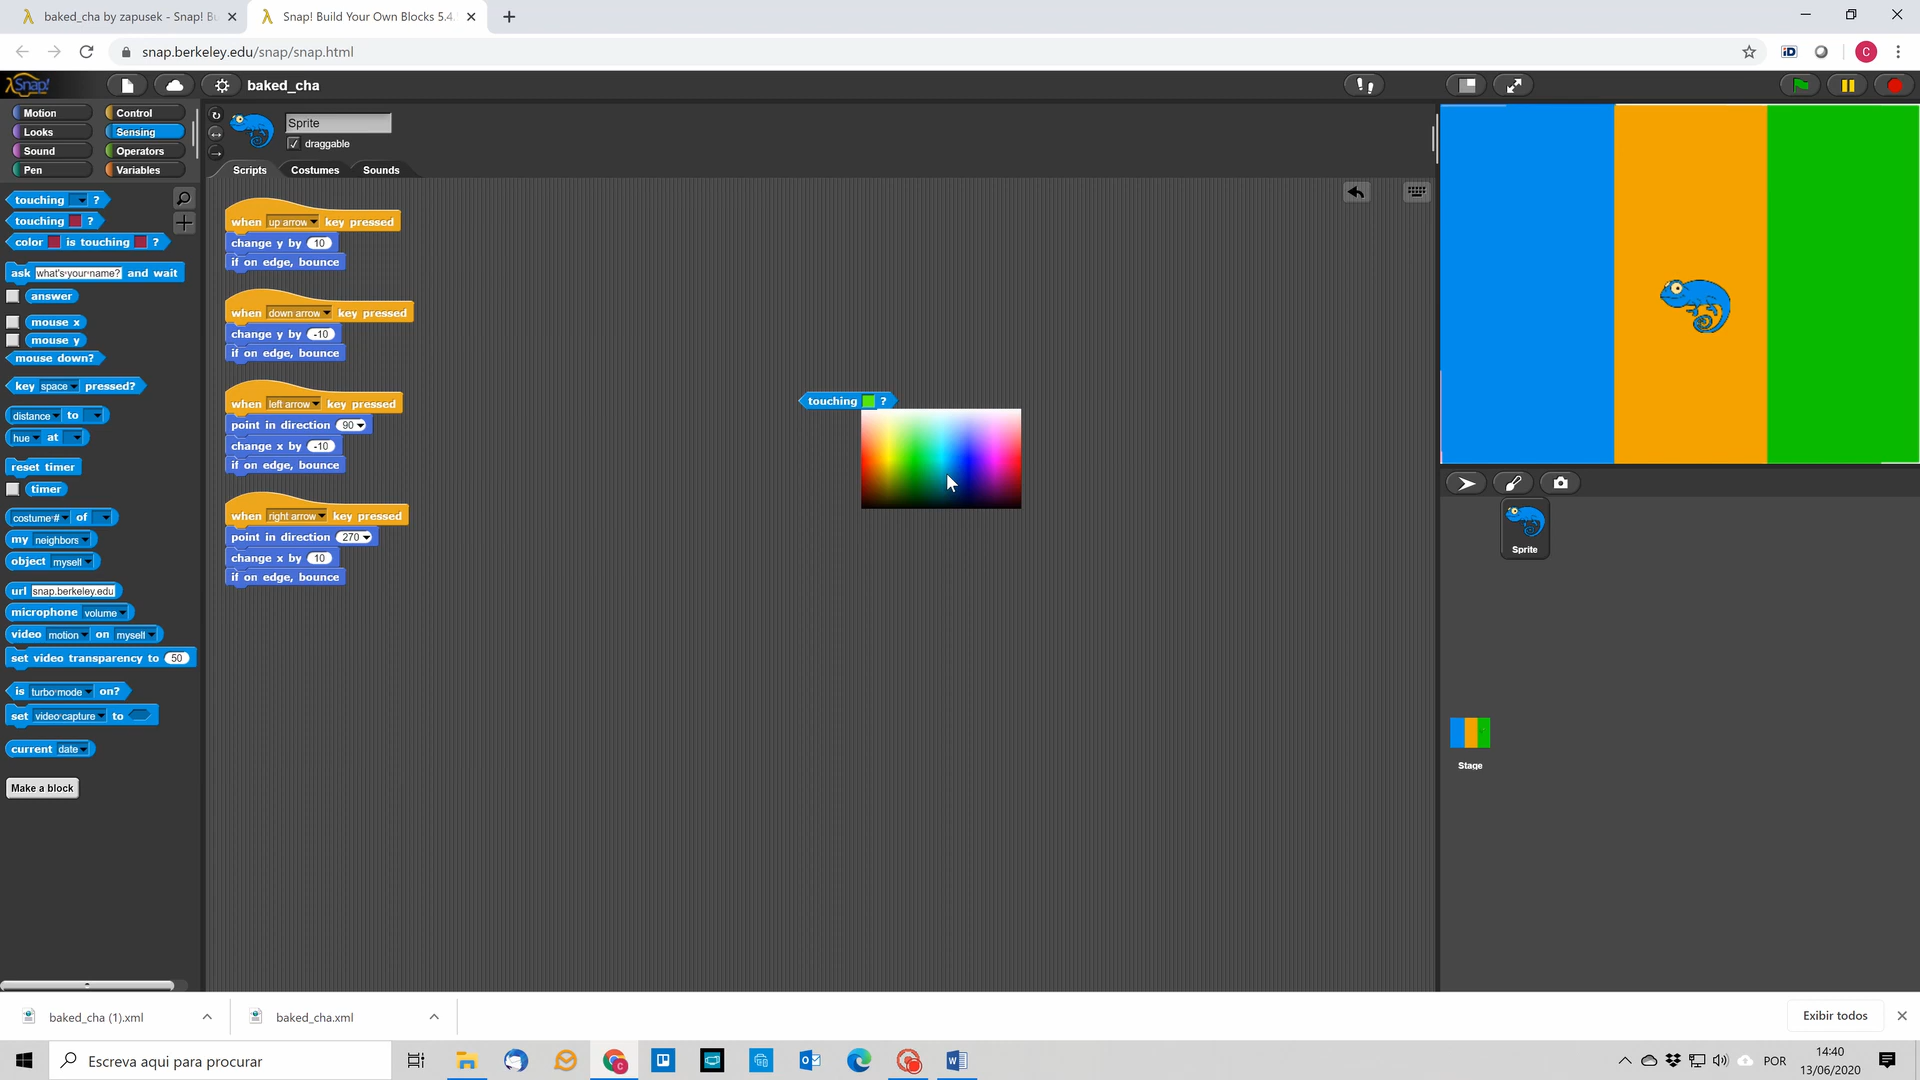 baked_cha by zapusek - Snap! Bu
Snap! Build Your Own Blocks 5.4.
snap.berkeley.edu/snap/snap.html
iD
C
Snap!
baked_cha
Motion
Control
Looks
Sensing
Sound
Operators
Pen
Variables
Sprite
draggable
Scripts
Costumes
Sounds
touching ?
touching ?
color is touching ?
ask what's·your·name? and wait
answer
mouse x
mouse y
mouse down?
key space pressed?
distance to
hue at
reset timer
timer
costume·# of
my neighbors
object myself
url snap.berkeley.edu
microphone volume
video motion on myself
set video transparency to 50
is turbo·mode on?
set video·capture to
current date
Make a block
when up arrow key pressed
change y by 10
if on edge, bounce
when down arrow key pressed
change y by -10
if on edge, bounce
when left arrow key pressed
point in direction 90
change x by -10
if on edge, bounce
when right arrow key pressed
point in direction 270
change x by 10
if on edge, bounce
touching ?
Sprite
Stage
baked_cha (1).xml
baked_cha.xml
Exibir todos
Escreva aqui para procurar
POR
14:40
13/06/2020